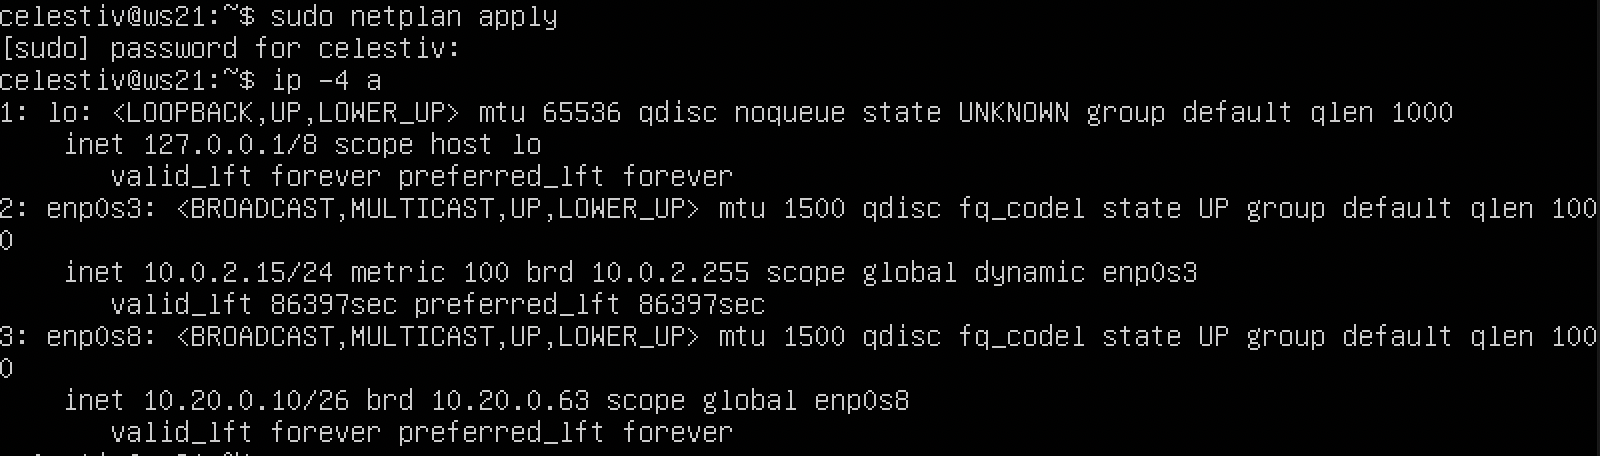 celestiv@ws21:~$ sudo netplan apply
[sudo] password for celestiv:
celestiv@ws21:~$ ip -4 a
1: lo: <LOOPBACK,UP,LOWER_UP> mtu 65536 qdisc noqueue state UNKNOWN group default qlen 1000
    inet 127.0.0.1/8 scope host lo
       valid_lft forever preferred_lft forever
2: enp0s3: <BROADCAST,MULTICAST,UP,LOWER_UP> mtu 1500 qdisc fq_codel state UP group default qlen 100
0
    inet 10.0.2.15/24 metric 100 brd 10.0.2.255 scope global dynamic enp0s3
       valid_lft 86397sec preferred_lft 86397sec
3: enp0s8: <BROADCAST,MULTICAST,UP,LOWER_UP> mtu 1500 qdisc fq_codel state UP group default qlen 100
0
    inet 10.20.0.10/26 brd 10.20.0.63 scope global enp0s8
       valid_lft forever preferred_lft forever